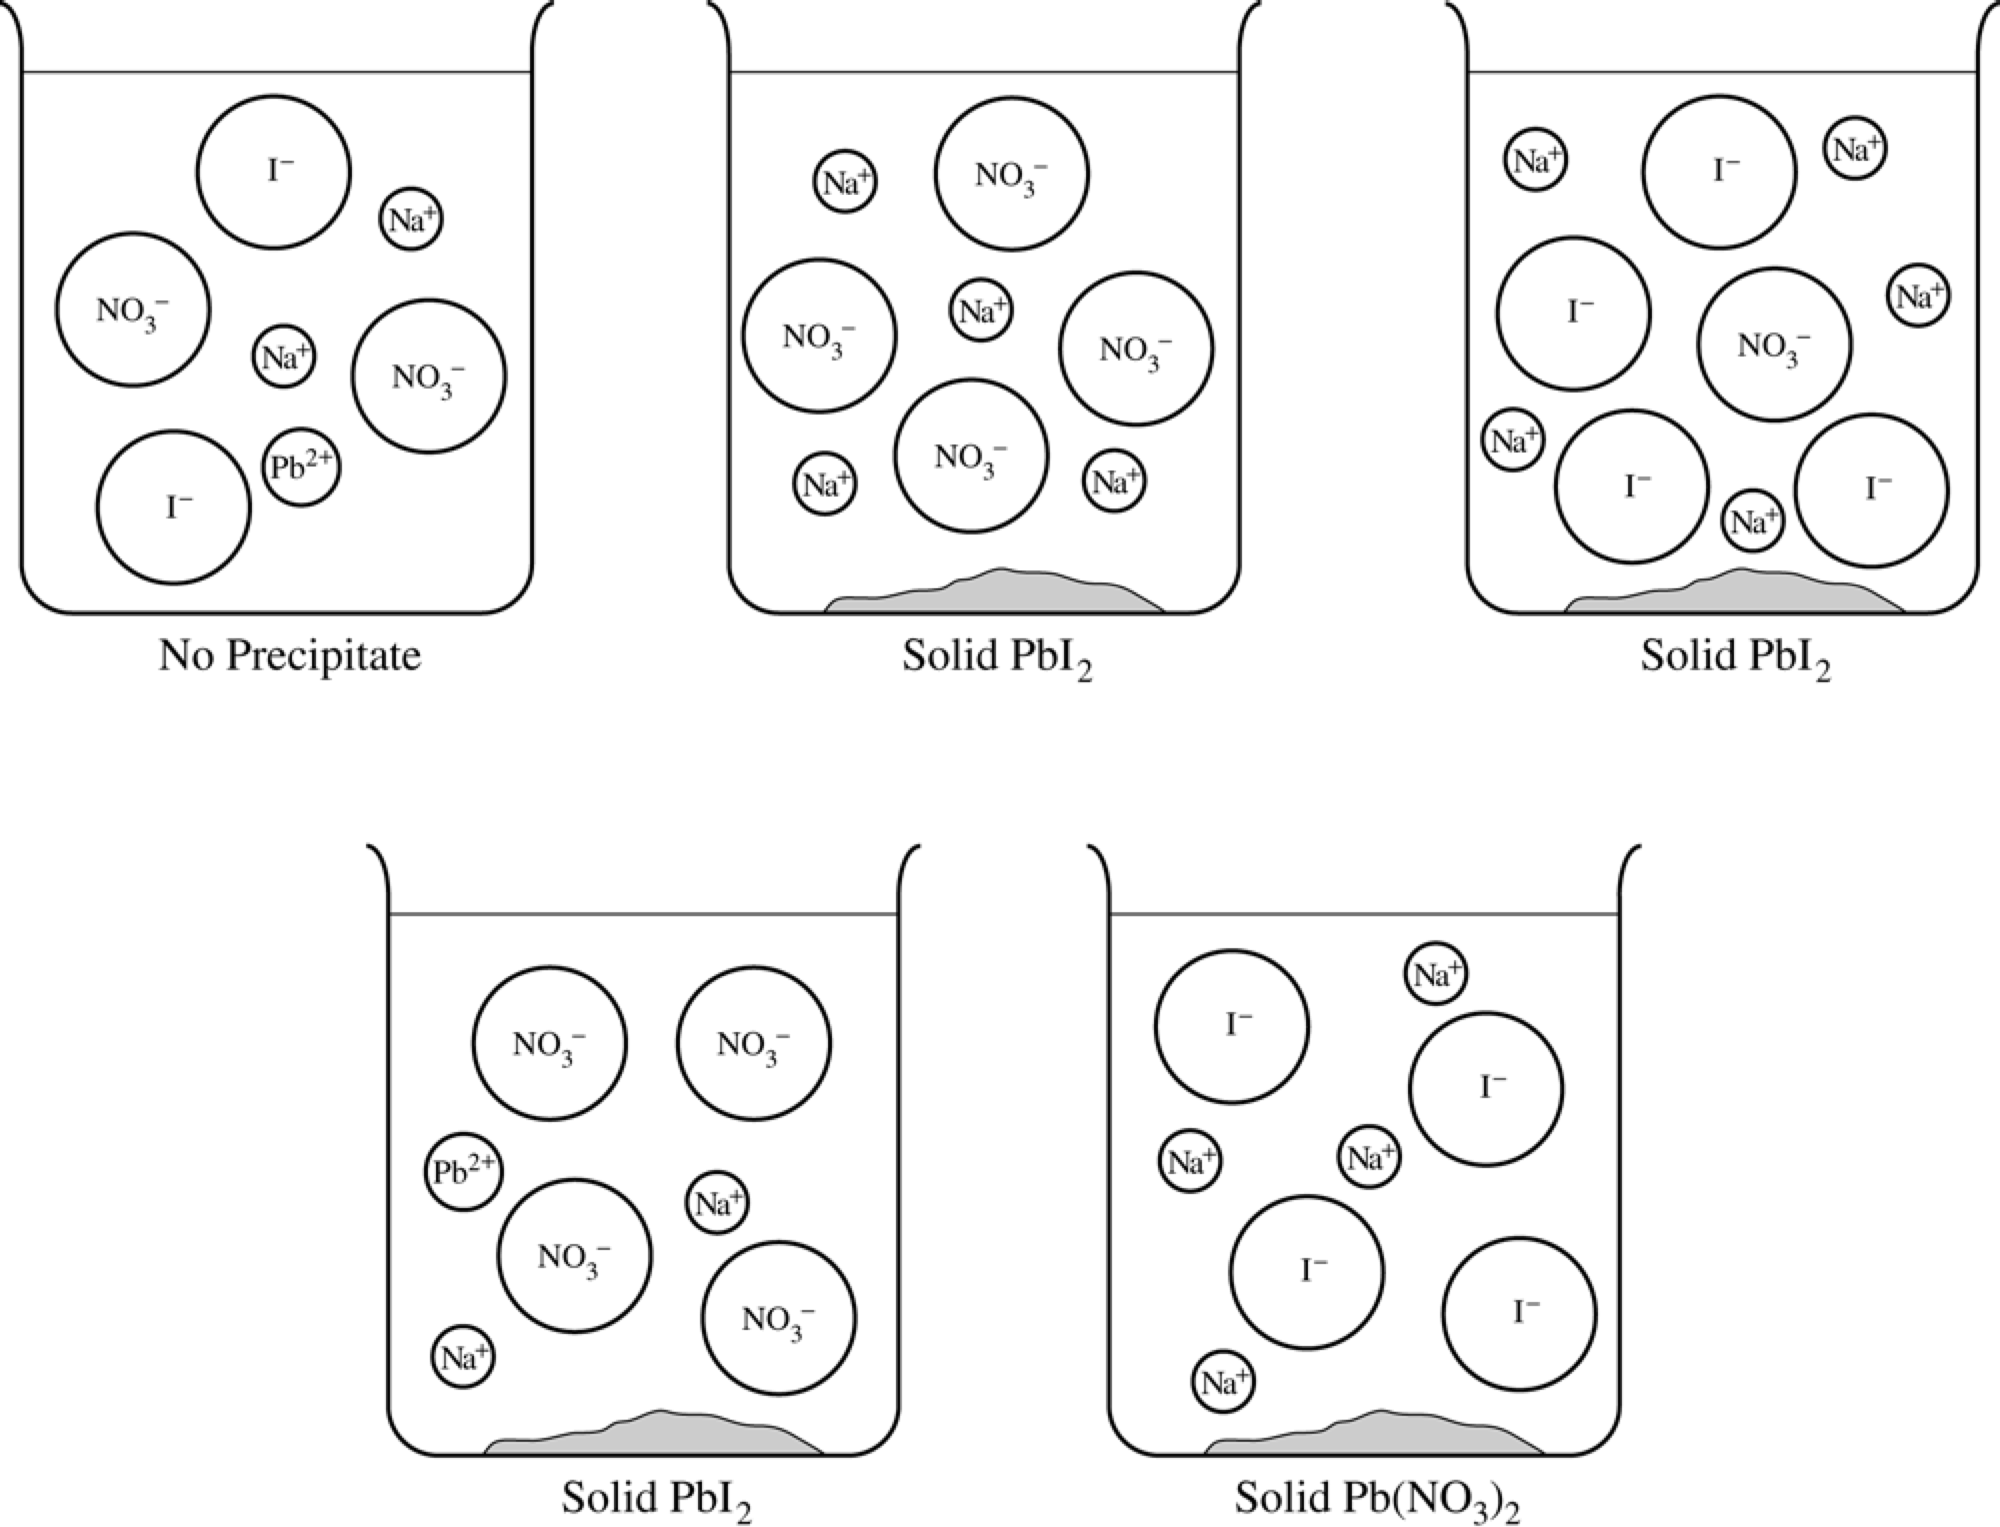 I⁻
Na⁺
NO₃⁻
Na⁺
NO₃⁻
Pb²⁺
I⁻
No Precipitate
Na⁺
NO₃⁻
NO₃⁻
Na⁺
NO₃⁻
NO₃⁻
Na⁺
Na⁺
Solid PbI₂
Na⁺
I⁻
Na⁺
I⁻
NO₃⁻
Na⁺
Na⁺
I⁻
Na⁺
I⁻
Solid PbI₂
NO₃⁻
NO₃⁻
Pb²⁺
NO₃⁻
Na⁺
Na⁺
NO₃⁻
Solid PbI₂
I⁻
Na⁺
I⁻
Na⁺
Na⁺
I⁻
I⁻
Na⁺
Solid Pb(NO₃)₂